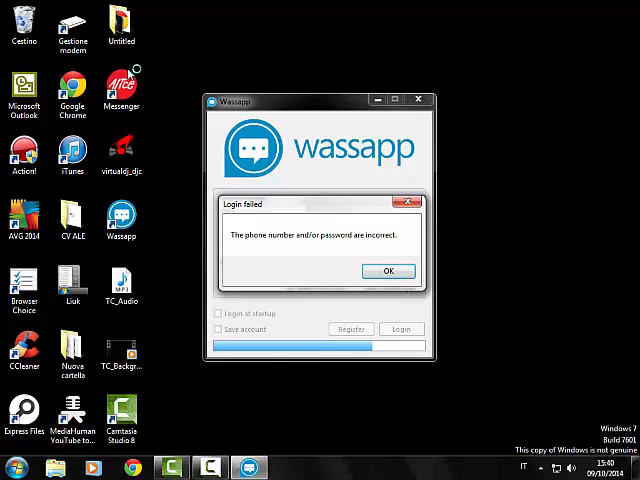 Cestino
Gestione
modem
Untitled
Microsoft
Outlook
Google
Chrome
Alice
Messenger
Action!
iTunes
virtualdj_djc
AVG 2014
CV ALE
Wassapp
Browser
Choice
Liuk
MP3
TC_Audio
CCleaner
Nuova
cartella
TC_Backgr...
Express Files
MediaHuman
YouTube to...
Camtasia
Studio 8
Wassapp
wassapp
Login failed
The phone number and/or password are incorrect.
OK
Login at startup
Save account
Register
Login
Windows 7
Build 7601
This copy of Windows is not genuine
IT
15:40
09/10/2014